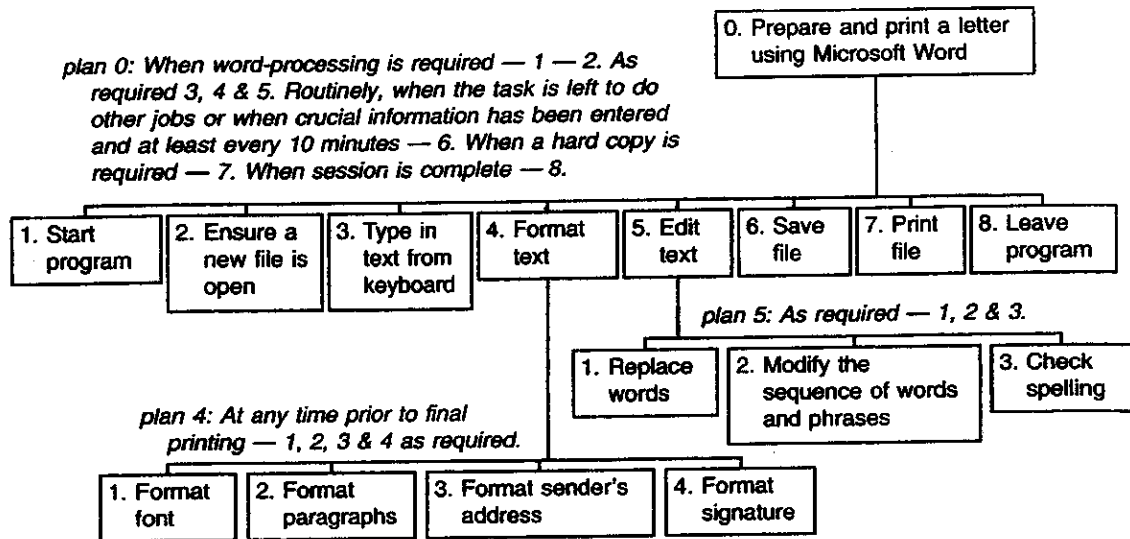 0. Prepare and print a letter
using Microsoft Word
plan 0: When word-processing is required — 1 — 2. As
required 3, 4 & 5. Routinely, when the task is left to do
other jobs or when crucial information has been entered
and at least every 10 minutes — 6. When a hard copy is
required — 7. When session is complete — 8.
1. Start
program
2. Ensure a
new file is
open
3. Type in
text from
keyboard
4. Format
text
5. Edit
text
6. Save
file
7. Print
file
8. Leave
program
plan 5: As required — 1, 2 & 3.
1. Replace
words
2. Modify the
sequence of words
and phrases
3. Check
spelling
plan 4: At any time prior to final
printing — 1, 2, 3 & 4 as required.
1. Format
font
2. Format
paragraphs
3. Format sender's
address
4. Format
signature